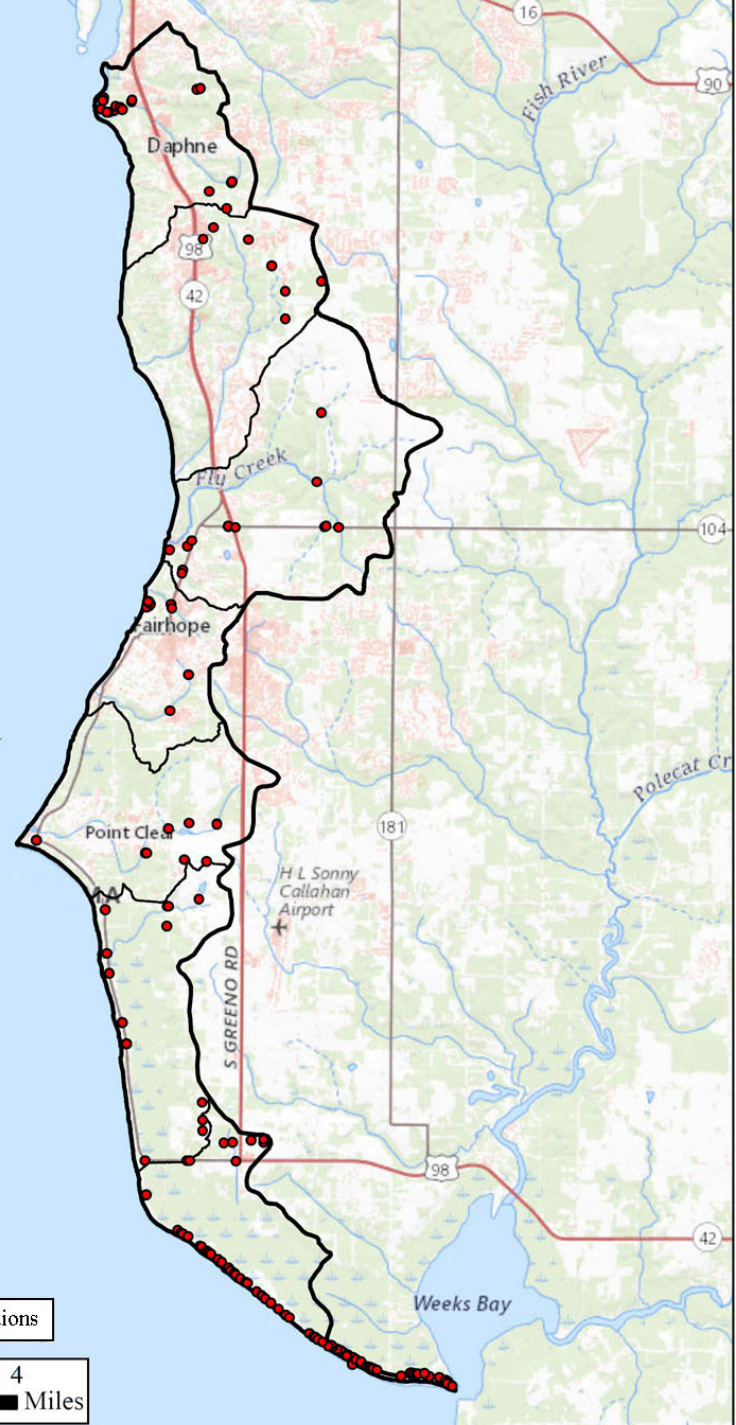 16
90
Fish River
Daphne
98
42
Fly Creek
104
Fairhope
Polecat Cr
181
Point Clear
H L Sonny
Callahan
Airport
S GREENO RD
98
42
Weeks Bay
ions
4
Miles